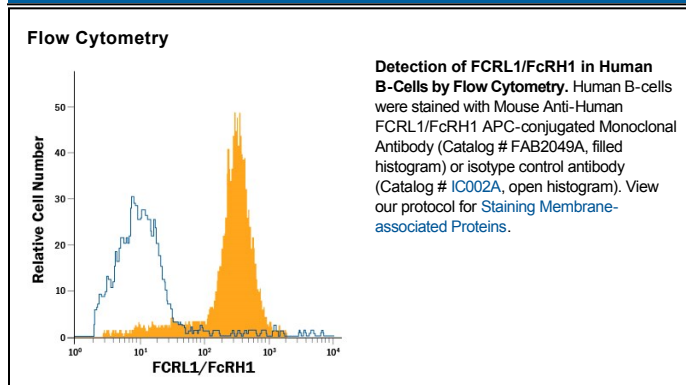 Flow Cytometry
Detection of FCRL1/FcRH1 in Human
B-Cells by Flow Cytometry. Human B-cells
were stained with Mouse Anti-Human
FCRL1/FcRH1 APC-conjugated Monoclonal
Antibody (Catalog # FAB2049A, filled
histogram) or isotype control antibody
(Catalog # IC002A, open histogram). View
our protocol for Staining Membrane-
associated Proteins.
Relative Cell Number
50
40
30
20
10
0
10⁰ 10¹ 10² 10³ 10⁴
FCRL1/FcRH1